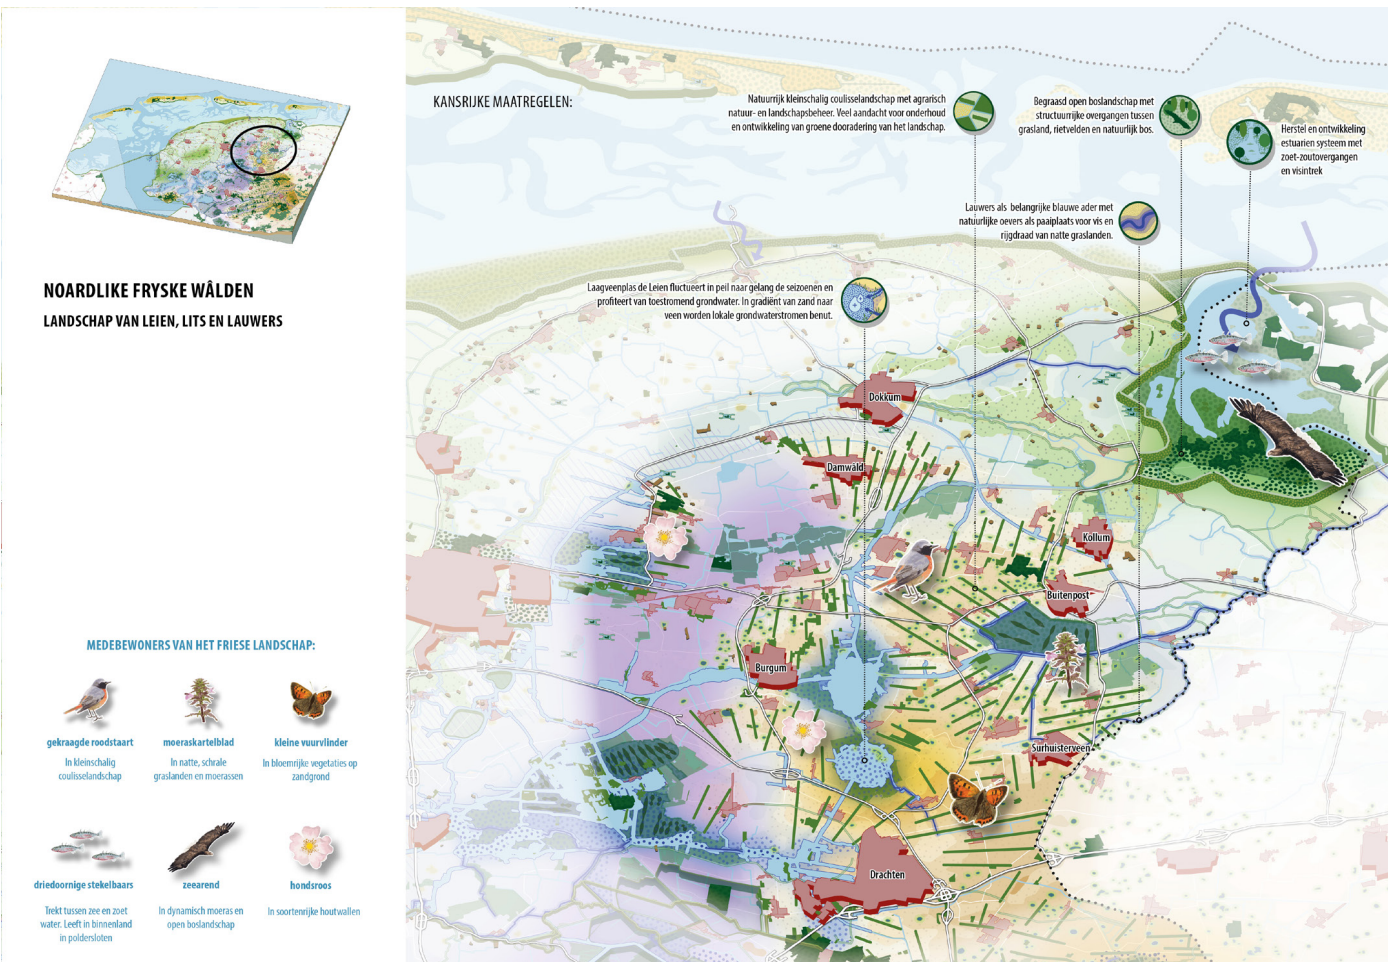 NOARDLIKE FRYSKE WÂLDEN
LANDSCHAP VAN LEIEN, LITS EN LAUWERS
MEDEBEWONERS VAN HET FRIESE LANDSCHAP:
gekraagde roodstaart
In kleinschalig
coulisselandschap
moeraskartelblad
In natte, schrale
graslanden en moerassen
kleine vuurvlinder
In bloemrijke vegetaties op
zandgrond
driedoornige stekelbaars
Trekt tussen zee en zoet
water. Leeft in binnenland
in poldersloten
zeearend
In dynamisch moeras en
open boslandschap
hondsroos
In soortenrijke houtwallen
KANSRIJKE MAATREGELEN:
Natuurrijk kleinschalig coulisselandschap met agrarisch
natuur- en landschapsbeheer. Veel aandacht voor onderhoud
en ontwikkeling van groene dooradering van het landschap.
Begraasd open boslandschap met
structuurrijke overgangen tussen
grasland, rietvelden en natuurlijk bos.
Herstel en ontwikkeling
estuarien systeem met
zoet-zoutovergangen
en visintrek
Lauwers als belangrijke blauwe ader met
natuurlijke oevers als paaiplaats voor vis en
rijgdraad van natte graslanden.
Laagveenplas de Leien fluctueert in peil naar gelang de seizoenen en
profiteert van toestromend grondwater. In gradiënt van zand naar
veen worden lokale grondwaterstromen benut.
Dokkum
Damwâld
Kollum
Buitenpost
Burgum
Surhuisterveen
Drachten